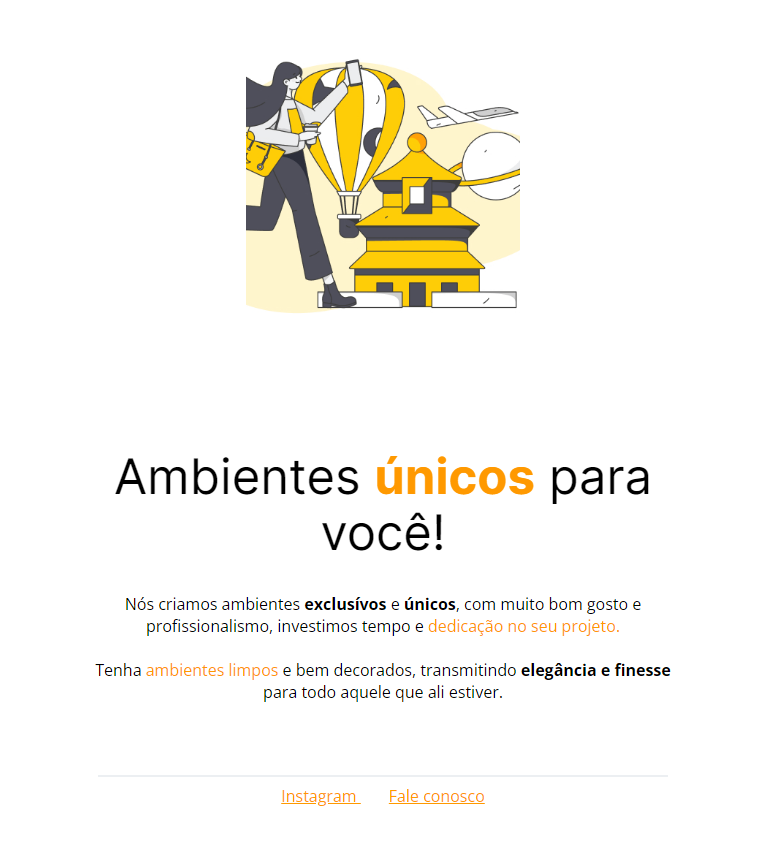 Ambientes únicos para
você!
Nós criamos ambientes exclusívos e únicos, com muito bom gosto e
profissionalismo, investimos tempo e dedicação no seu projeto.
Tenha ambientes limpos e bem decorados, transmitindo elegância e finesse
para todo aquele que ali estiver.
Instagram Fale conosco